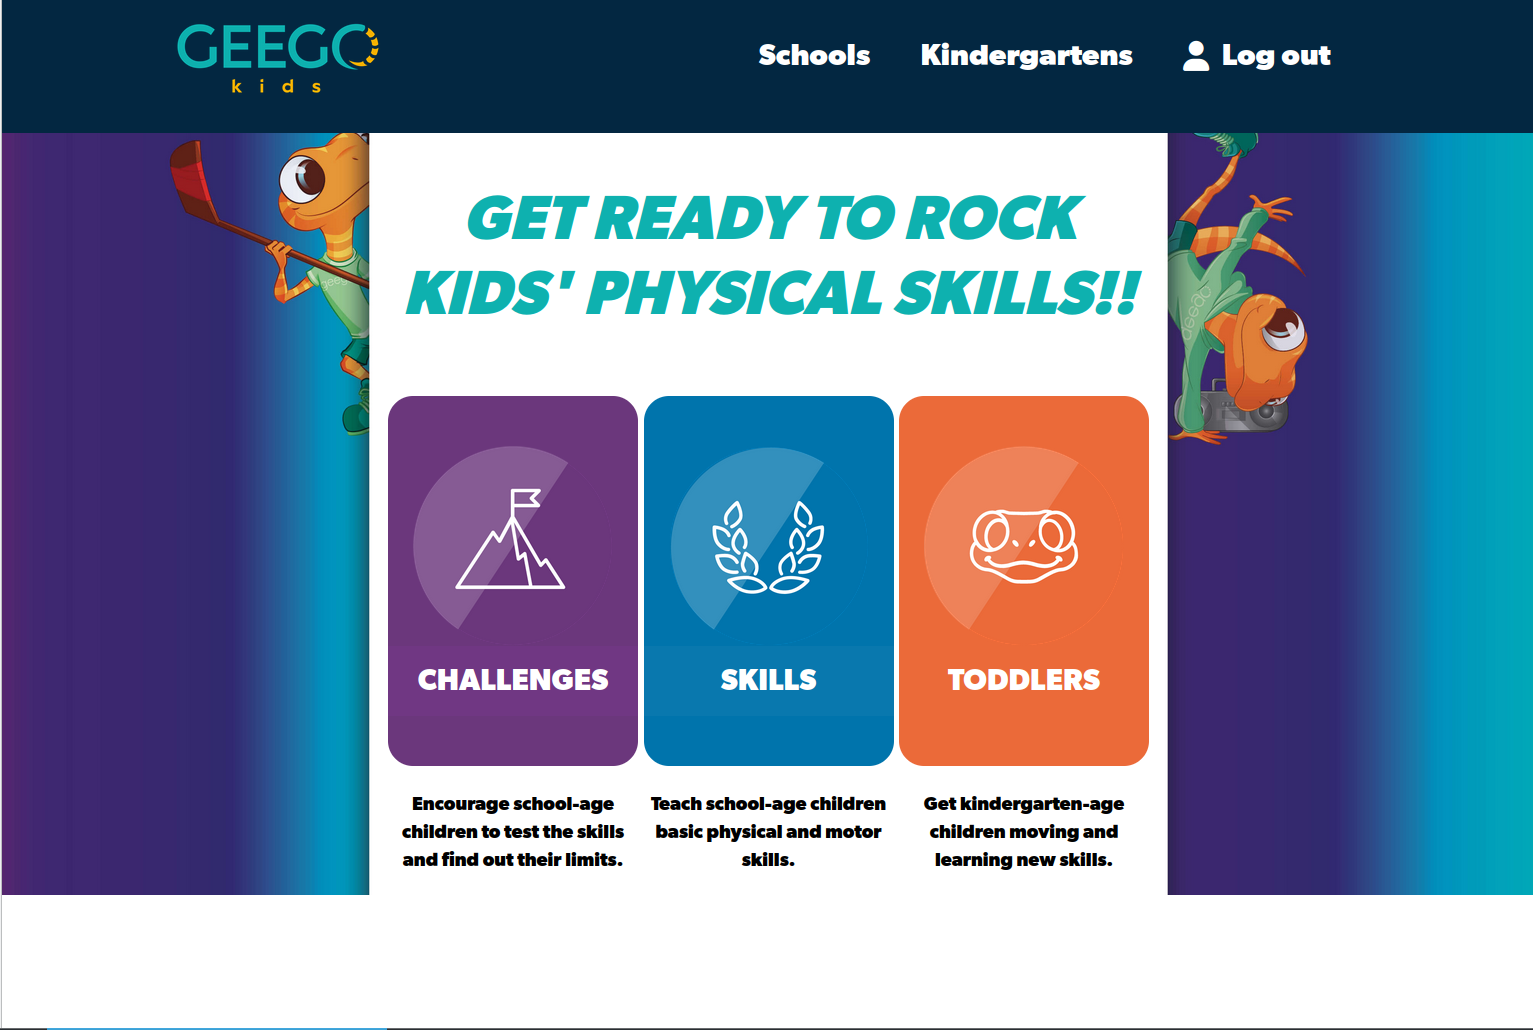 GEEGO
kids
Schools Kindergartens Log out
GET READY TO ROCK
KIDS' PHYSICAL SKILLS!!
geego
geego
CHALLENGES
SKILLS
TODDLERS
Encourage school-age
children to test the skills
and find out their limits.
Teach school-age children
basic physical and motor
skills.
Get kindergarten-age
children moving and
learning new skills.